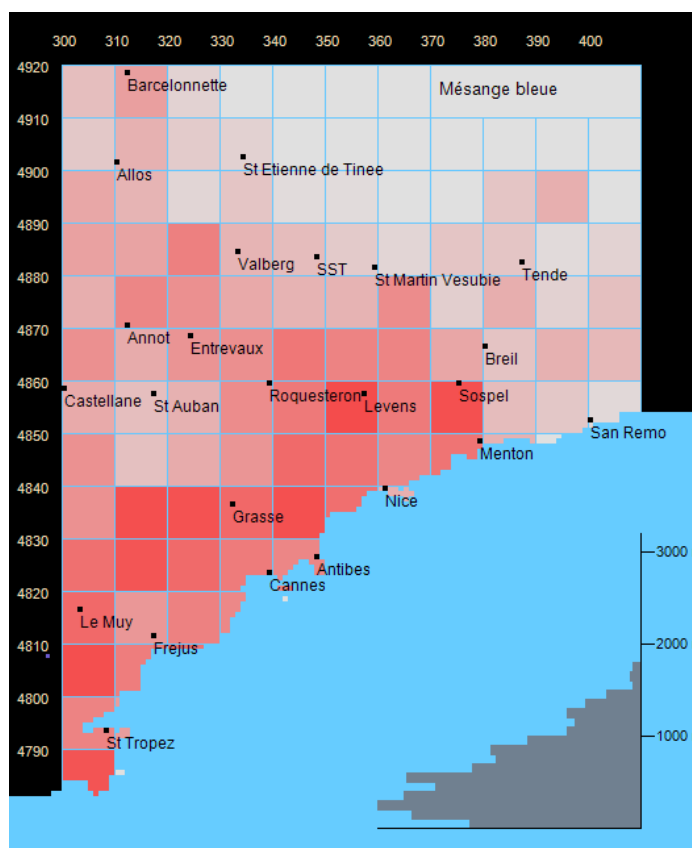 300 310 320 330 340 350 360 375 380 390 400
4920
Mésange bleue
Barcelonnette
4910
4900
Allos
St Etienne de Tinee
4890
Valberg
SST
St Martin Vesubie
Tende
4880
4870
Annot
Entrevaux
Breil
4860
Castellane
St Auban
Roquesteron
Levens
Sospel
4850
San Remo
Menton
4840
Nice
Grasse
4830
3000
Antibes
Cannes
4820
Le Muy
Frejus
4810
2000
4800
St Tropez
1000
4790
0